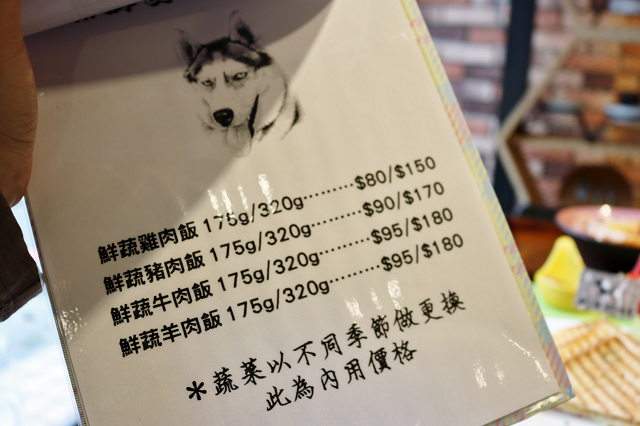 鮮蔬雞肉飯 175g/320g········$80/$150
鮮蔬豬肉飯 175g/320g········$90/$170
鮮蔬牛肉飯 175g/320g········$95/$180
鮮蔬羊肉飯 175g/320g········$95/$180
*蔬菜以不同季節做更換
此為內用價格